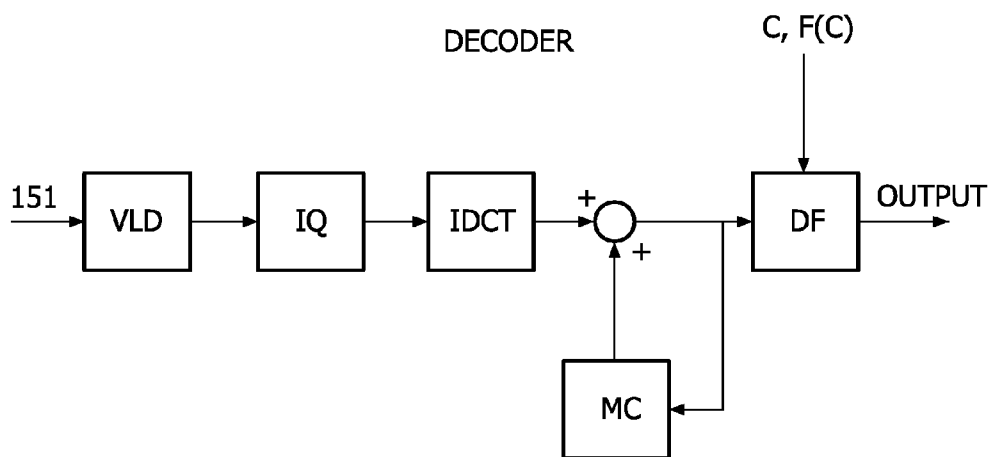 DECODER
C, F(C)
151
VLD
IQ
IDCT
+
+
DF
OUTPUT
MC